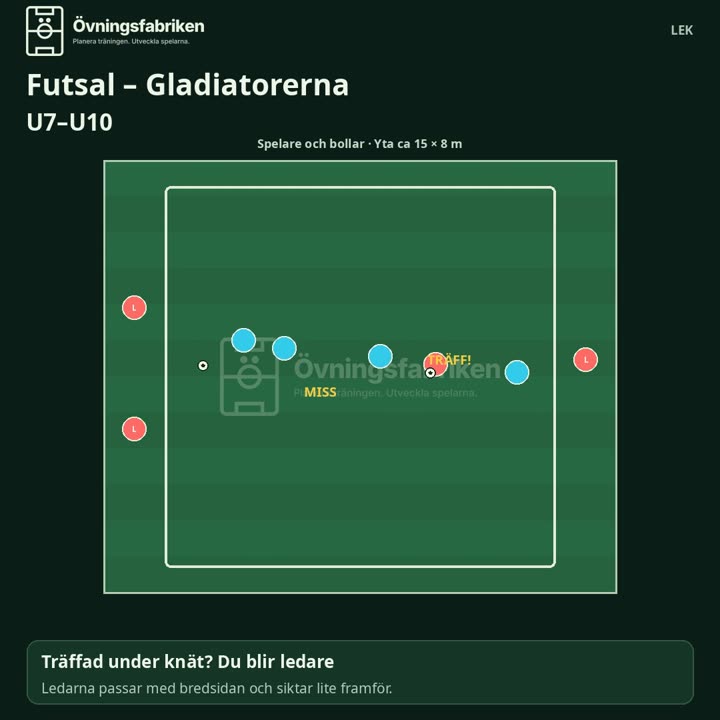 Övningsfabriken
Planera träningen. Utveckla spelarna.
LEK
Futsal – Gladiatorerna
U7–U10
Spelare och bollar · Yta ca 15 × 8 m
L
TRÄFF!
L
Övningsfabriken
MISS
Planera träningen. Utveckla spelarna.
L
Träffad under knät? Du blir ledare
Ledarna passar med bredsidan och siktar lite framför.